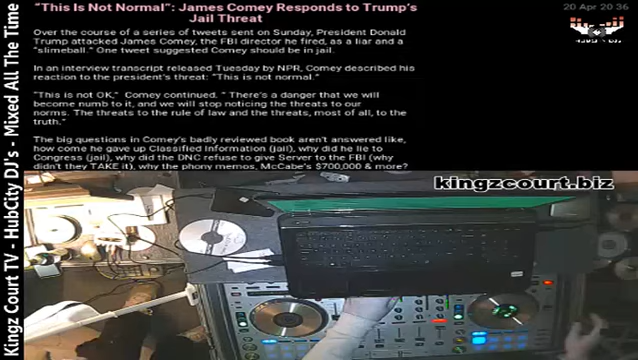 "This Is Not Normal": James Comey Responds to Trump's
Jail Threat
Over the course of a series of tweets sent on Sunday, President Donald
Trump attacked James Comey, the FBI director he fired, as a liar and a
"slimeball." One tweet suggested Comey should be in jail.
In an interview transcript released Tuesday by NPR, Comey described his
reaction to the president's threat: "This is not normal."
"This is not OK," Comey continued. " There's a danger that we will
become numb to it, and we will stop noticing the threats to our
norms. The threats to the rule of law and the threats, most of all, to the
truth."
The big questions in Comey's badly reviewed book aren't answered like,
how come he gave up Classified Information (jail), why did he lie to
Congress (jail), why did the DNC refuse to give Server to the FBI (why
didn't they TAKE it), why the phony memos, McCabe's $700,000 & more?
20 Apr 20 36
kingzcourt.biz
Kingz Court TV - HubCity DJ's - Mixed All The Time